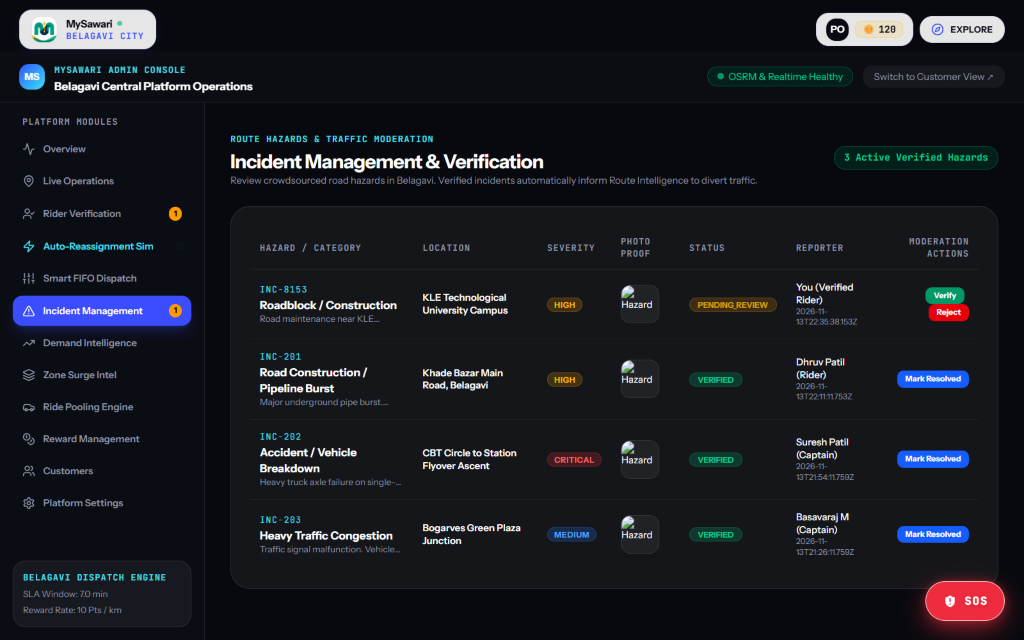 MySawari
BELAGAVI CITY
PO 120
EXPLORE
MS
MYSAWARI ADMIN CONSOLE
Belagavi Central Platform Operations
OSRM & Realtime Healthy
Switch to Customer View ↗
PLATFORM MODULES
Overview
Live Operations
Rider Verification 1
Auto-Reassignment Sim
Smart FIFO Dispatch
Incident Management 1
Demand Intelligence
Zone Surge Intel
Ride Pooling Engine
Reward Management
Customers
Platform Settings
BELAGAVI DISPATCH ENGINE
SLA Window: 7.0 min
Reward Rate: 10 Pts / km
ROUTE HAZARDS & TRAFFIC MODERATION
Incident Management & Verification
Review crowdsourced road hazards in Belagavi. Verified incidents automatically inform Route Intelligence to divert traffic.
3 Active Verified Hazards
HAZARD / CATEGORY
LOCATION
SEVERITY
PHOTO
PROOF
STATUS
REPORTER
MODERATION
ACTIONS
INC-8153
Roadblock / Construction
Road maintenance near KLE...
KLE Technological
University Campus
HIGH
Hazard
PENDING_REVIEW
You (Verified
Rider)
2026-11-
13T22:35:38.153Z
Verify
Reject
INC-201
Road Construction /
Pipeline Burst
Major underground pipe burst....
Khade Bazar Main
Road, Belagavi
HIGH
Hazard
VERIFIED
Dhruv Patil
(Rider)
2026-11-
13T22:11:11.753Z
Mark Resolved
INC-202
Accident / Vehicle
Breakdown
Heavy truck axle failure on single-...
CBT Circle to Station
Flyover Ascent
CRITICAL
Hazard
VERIFIED
Suresh Patil
(Captain)
2026-11-
13T21:54:11.759Z
Mark Resolved
INC-203
Heavy Traffic Congestion
Traffic signal malfunction. Vehicle...
Bogarves Green Plaza
Junction
MEDIUM
Hazard
VERIFIED
Basavaraj M
(Captain)
2026-11-
13T21:26:11.759Z
Mark Resolved
SOS